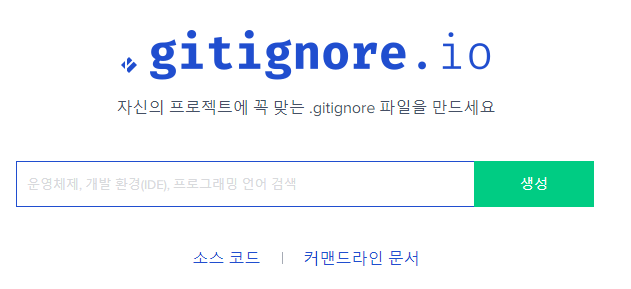 .gitignore.io
자신의 프로젝트에 꼭 맞는 .gitignore 파일을 만드세요
운영체제, 개발 환경(IDE), 프로그래밍 언어 검색
생성
소스 코드 | 커맨드라인 문서